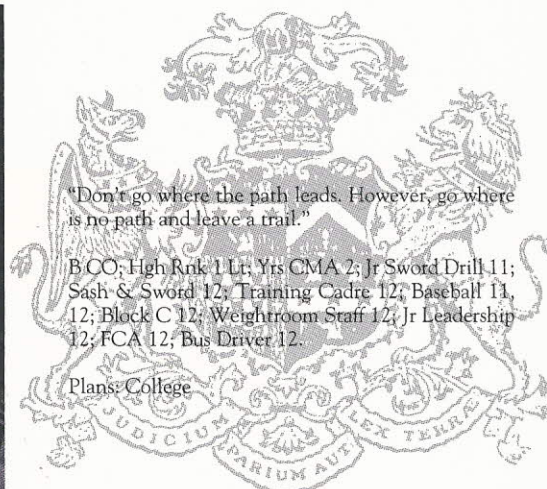 "Don't go where the path leads. However, go where
is no path and leave a trail."
B CO; Hgh Rnk 1 Lt; Yrs CMA 2; Jr Sword Drill 11;
Sash & Sword 12; Training Cadre 12; Baseball 11,
12; Block C 12; Weightroom Staff 12; Jr Leadership
12; FCA 12; Bus Driver 12.
Plans: College
JUDICIUM PARIUM AUT LEX TERRAE